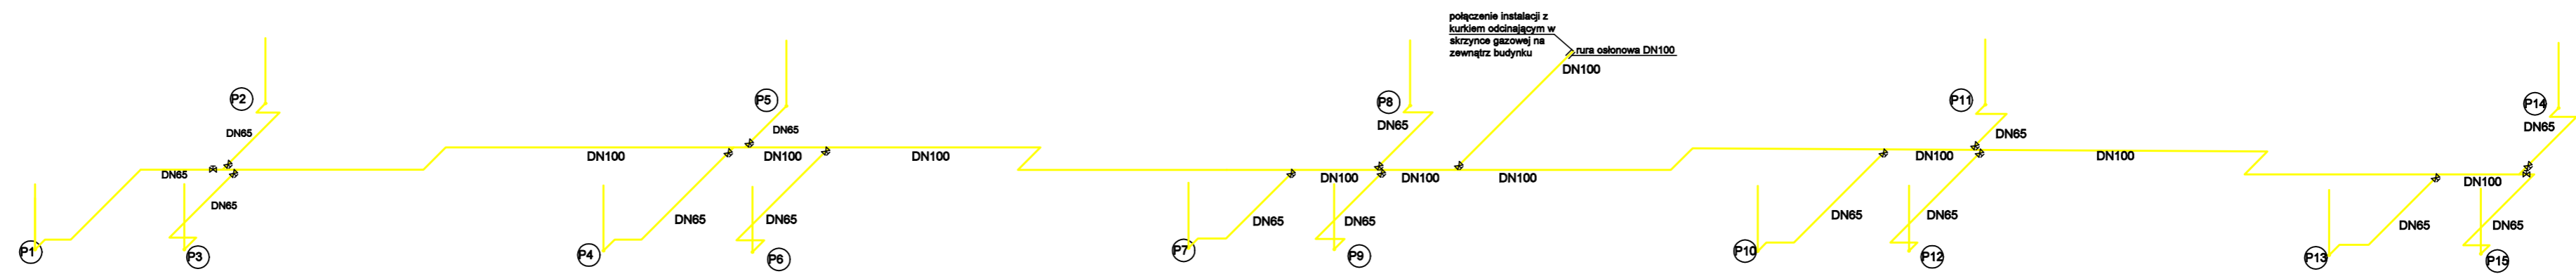 połączenie instalacji z
kurkiem odcinającym w
skrzynce gazowej na
zewnątrz budynku
rura osłonowa DN100
DN100
P2
P5
P8
P11
P14
DN65
DN65
DN65
DN65
DN65
DN65
DN100
DN100
DN100
DN100
DN100
DN100
DN100
DN100
DN100
DN65
DN65
DN65
DN65
DN65
DN65
DN65
DN65
DN65
P1
P3
P4
P6
P7
P9
P10
P12
P13
P15